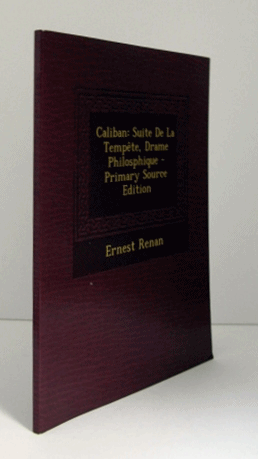 Caliban: Suite De La
Tempête, Drame
Philosphique -
Primary Source
Edition
Ernest Renan